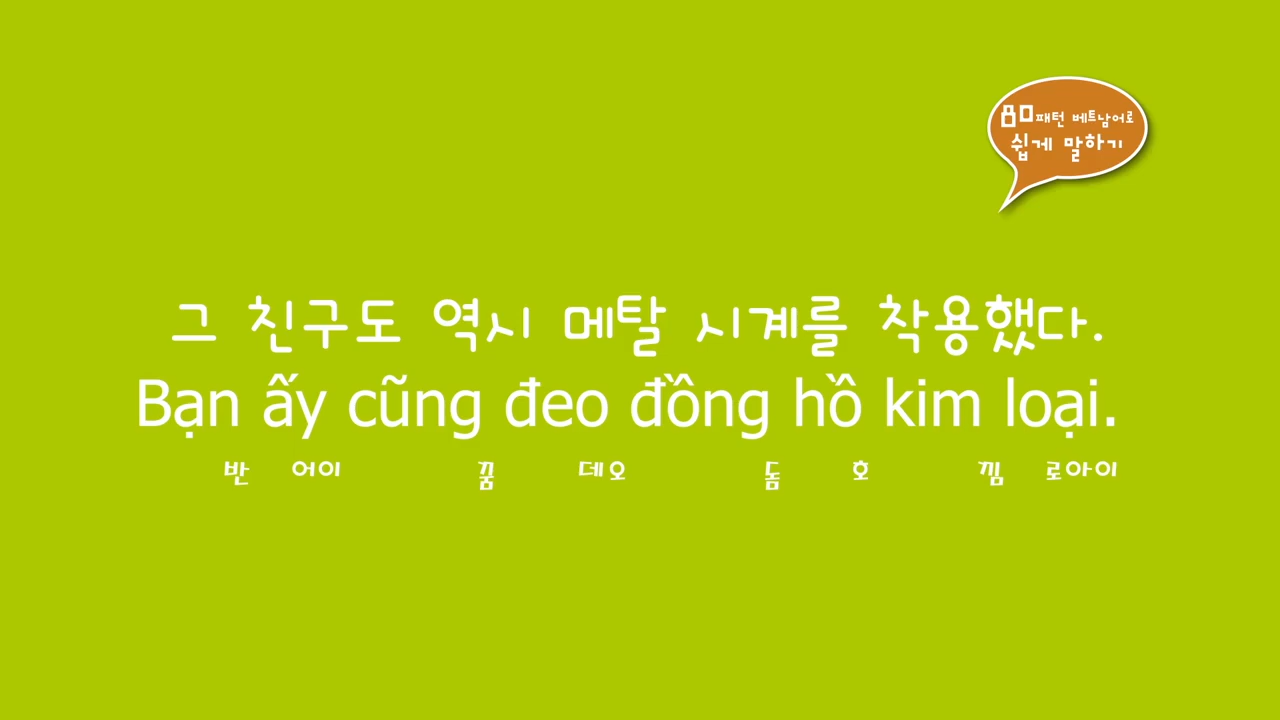 80패턴 베트남어로
쉽게 말하기
그 친구도 역시 메탈 시계를 착용했다.
Bạn ấy cũng đeo đồng hồ kim loại.
반 어이 꿈 데오 돔 호 낌 로아이